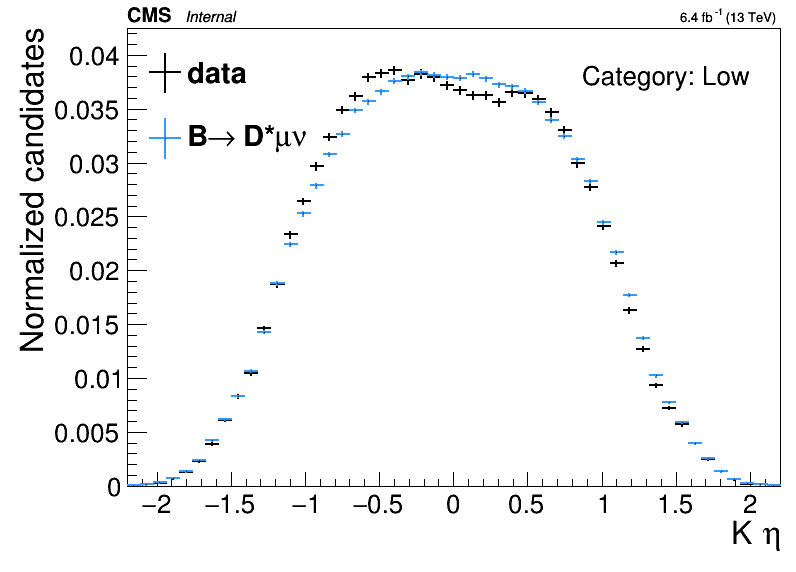 CMS Internal 6.4 fb⁻¹ (13 TeV)
Normalized candidates
data
Category: Low
B→ D*μν
0.04
0.035
0.03
0.025
0.02
0.015
0.01
0.005
0
−2 −1.5 −1 −0.5 0 0.5 1 1.5 2
K η